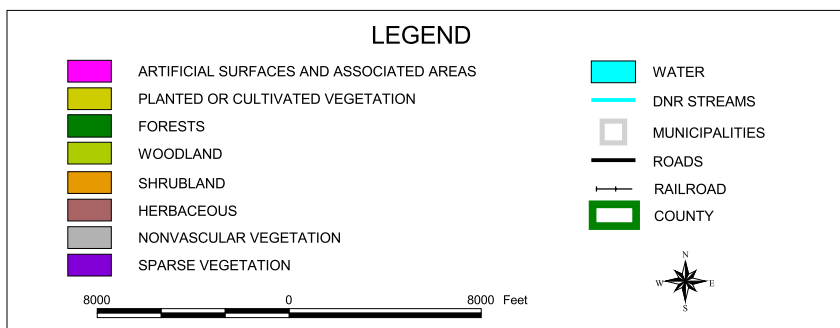 LEGEND
ARTIFICIAL SURFACES AND ASSOCIATED AREAS
PLANTED OR CULTIVATED VEGETATION
FORESTS
WOODLAND
SHRUBLAND
HERBACEOUS
NONVASCULAR VEGETATION
SPARSE VEGETATION
WATER
DNR STREAMS
MUNICIPALITIES
ROADS
RAILROAD
COUNTY
8000 0 8000 Feet
N
W E
S